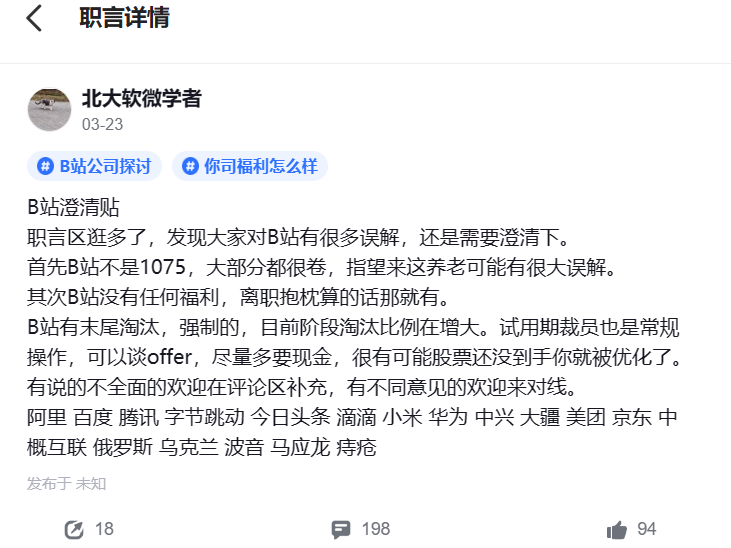 职言详情
北大软微学者
03-23
# B站公司探讨 # 你司福利怎么样
B站澄清贴
职言区逛多了，发现大家对B站有很多误解，还是需要澄清下。
首先B站不是1075，大部分都很卷，指望来这养老可能有很大误解。
其次B站没有任何福利，离职抱枕算的话那就有。
B站有末尾淘汰，强制的，目前阶段淘汰比例在增大。试用期裁员也是常规
操作，可以谈offer，尽量多要现金，很有可能股票还没到手你就被优化了。
有说的不全面的欢迎在评论区补充，有不同意见的欢迎来对线。
阿里 百度 腾讯 字节跳动 今日头条 滴滴 小米 华为 中兴 大疆 美团 京东 中
概互联 俄罗斯 乌克兰 波音 马应龙 痔疮
发布于 未知
18 198 94